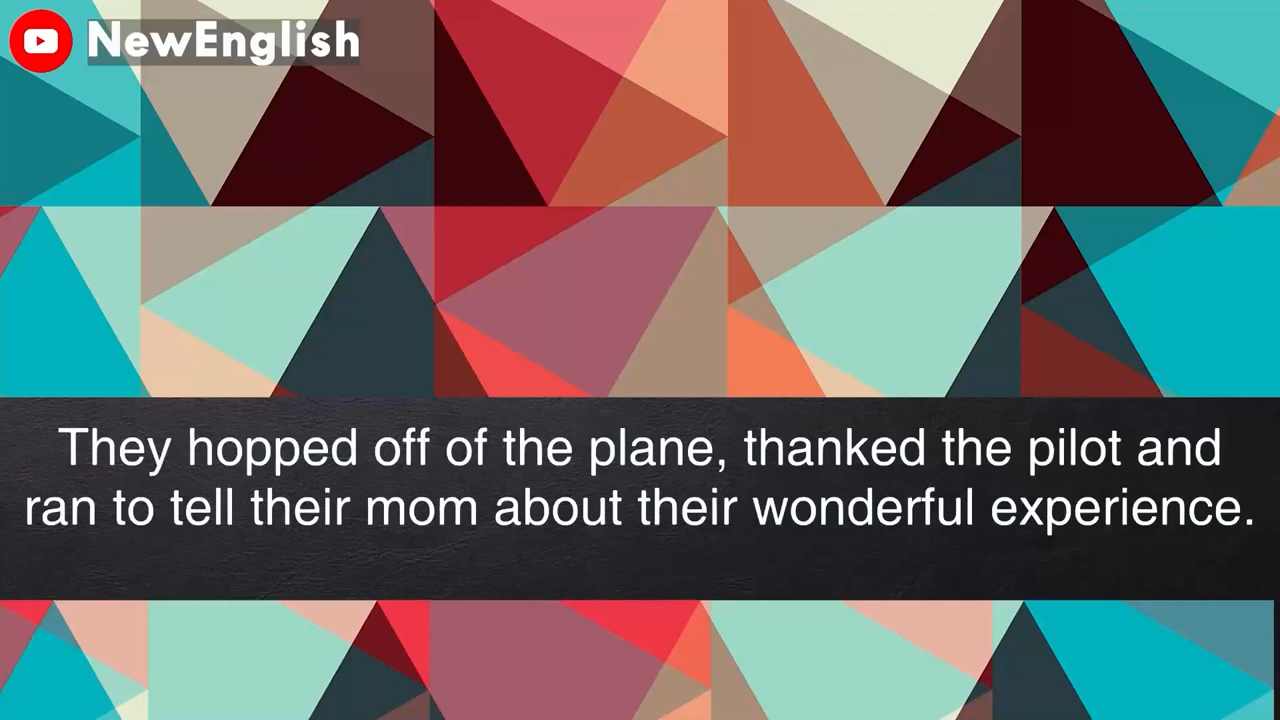 NewEnglish
They hopped off of the plane, thanked the pilot and
ran to tell their mom about their wonderful experience.